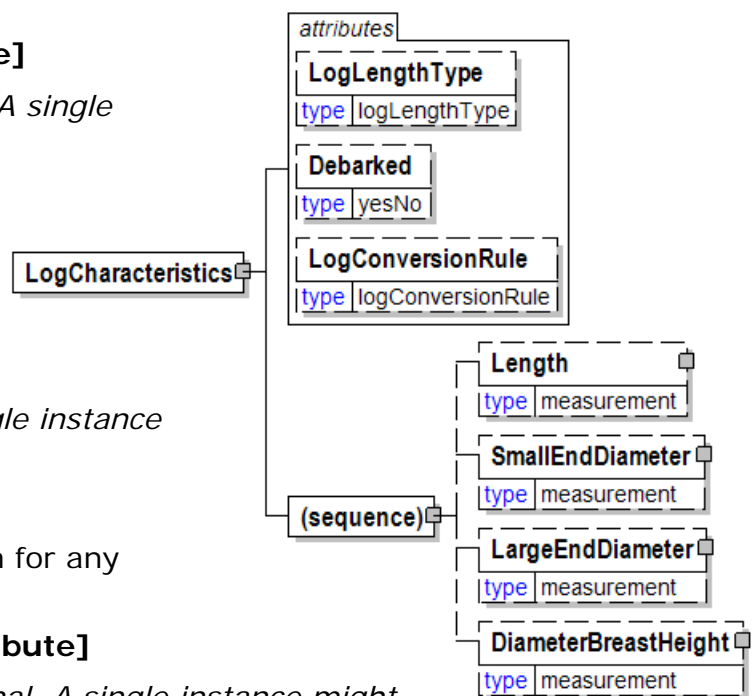 e]
A single
gle instance
n for any
bute]
nal. A single instance might
attributes
LogLengthType
type logLengthType
Debarked
type yesNo
LogConversionRule
type logConversionRule
LogCharacteristics
(sequence)
Length
type measurement
SmallEndDiameter
type measurement
LargeEndDiameter
type measurement
DiameterBreastHeight
type measurement